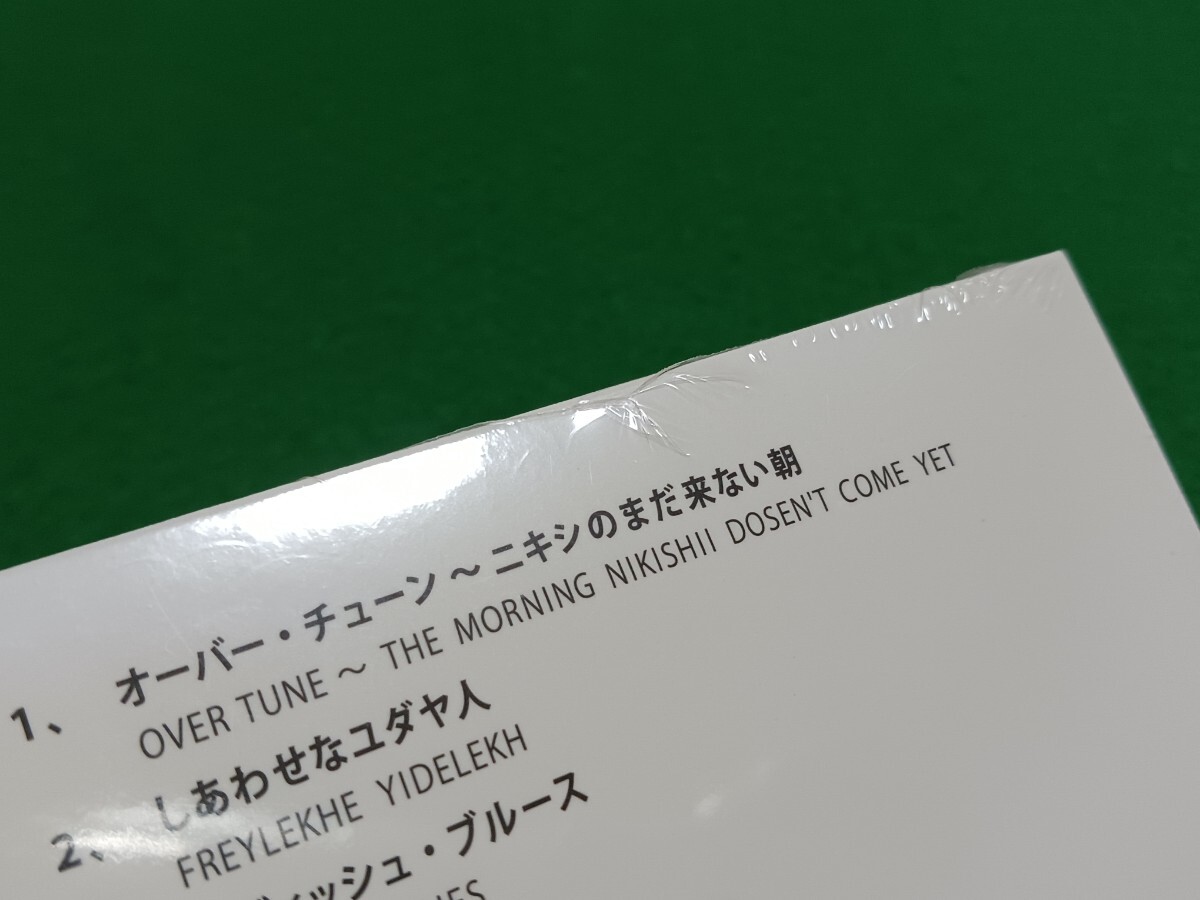 1、 オーバー・チューン～ニキシのまだ来ない朝
OVER TUNE ～ THE MORNING NIKISHII DOSEN'T COME YET
2、 しあわせなユダヤ人
FREYLEKHE YIDELEKH
ィッシュ・ブルース